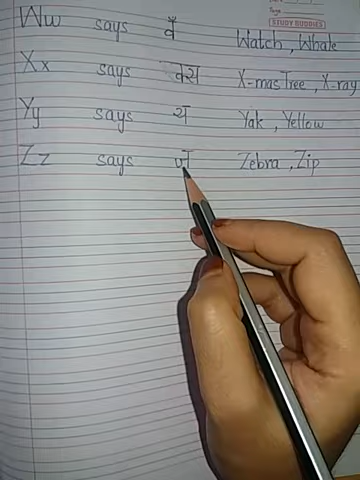 Date
STUDY BUDDIES
Ww says वॅ Watch, Whale
Xx says क्स X-mas Tree, X-ray
Yy says य Yak, Yellow
Zz says ज Zebra, Zip